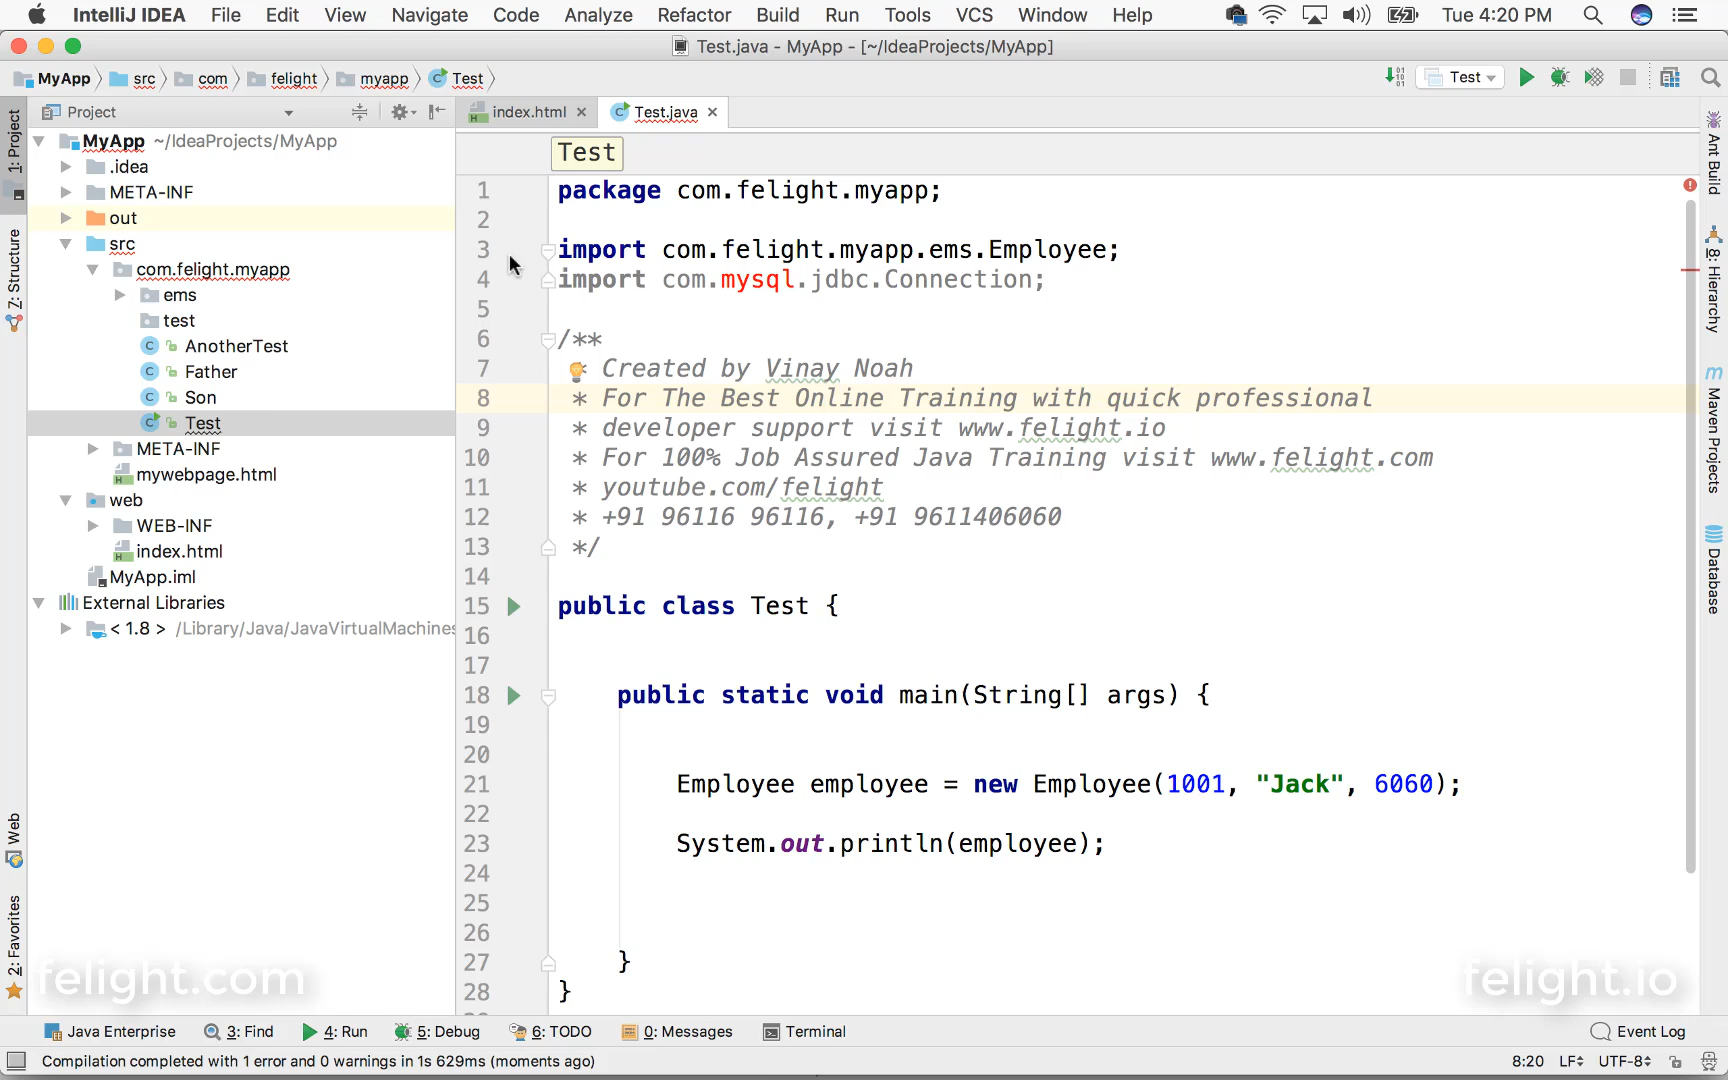 IntelliJ IDEA File Edit View Navigate Code Analyze Refactor Build Run Tools VCS Window Help Tue 4:20 PM
Test.java - MyApp - [~/IdeaProjects/MyApp]
MyApp src com felight myapp Test Test
1: Project
7: Structure
Web
2: Favorites
Project
MyApp ~/IdeaProjects/MyApp
.idea
META-INF
out
src
com.felight.myapp
ems
test
AnotherTest
Father
Son
Test
META-INF
mywebpage.html
web
WEB-INF
index.html
MyApp.iml
External Libraries
< 1.8 > /Library/Java/JavaVirtualMachines
felight.com
index.html Test.java
Test
1 package com.felight.myapp;
2
3 import com.felight.myapp.ems.Employee;
4 import com.mysql.jdbc.Connection;
5
6 /**
7 Created by Vinay Noah
8 * For The Best Online Training with quick professional
9 * developer support visit www.felight.io
10 * For 100% Job Assured Java Training visit www.felight.com
11 * youtube.com/felight
12 * +91 96116 96116, +91 9611406060
13 */
14
15 public class Test {
16
17
18 public static void main(String[] args) {
19
20
21 Employee employee = new Employee(1001, "Jack", 6060);
22
23 System.out.println(employee);
24
25
26
27 }
28 }
felight.io
Ant Build
8: Hierarchy
Maven Projects
Database
Java Enterprise 3: Find 4: Run 5: Debug 6: TODO 0: Messages Terminal Event Log
Compilation completed with 1 error and 0 warnings in 1s 629ms (moments ago) 8:20 LF UTF-8